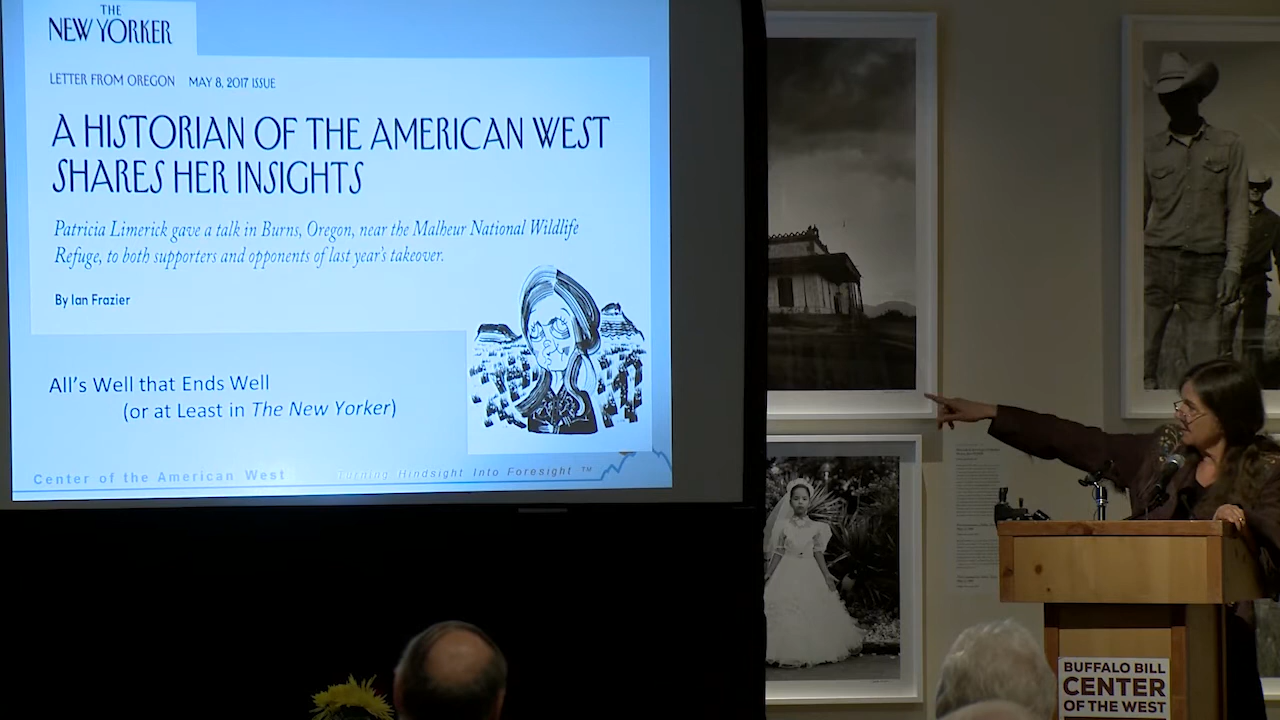 THE
NEW YORKER
LETTER FROM OREGON MAY 8, 2017 ISSUE
A HISTORIAN OF THE AMERICAN WEST
SHARES HER INSIGHTS
Patricia Limerick gave a talk in Burns, Oregon, near the Malheur National Wildlife
Refuge, to both supporters and opponents of last year's takeover.
By Ian Frazier
All's Well that Ends Well
(or at Least in The New Yorker)
Center of the American West Turning Hindsight Into Foresight ™
BUFFALO BILL
CENTER
OF THE WEST